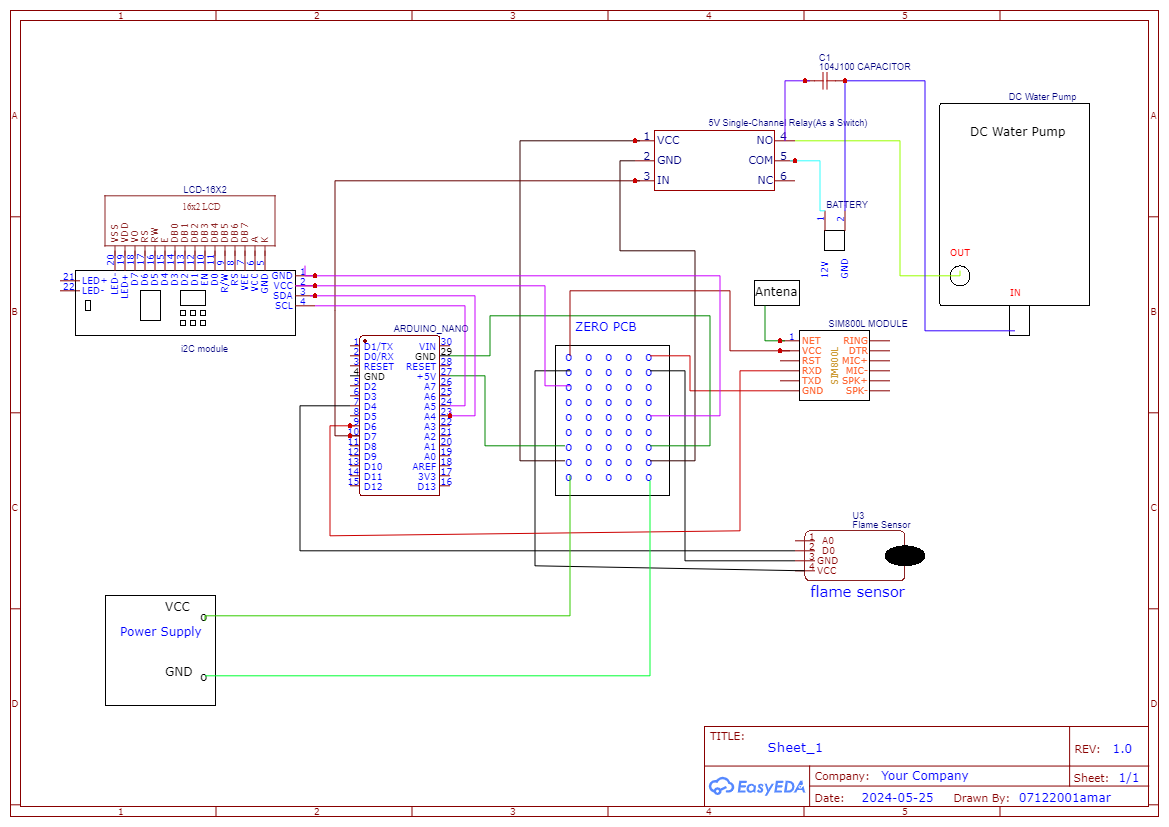 1 2 3 4 5
A A
B B
C C
D D
C1
104J100 CAPACITOR
DC Water Pump
DC Water Pump
OUT
IN
5V Single-Channel Relay(As a Switch)
1 VCC NO 4
2 GND COM 5
3 IN NC 6
BATTERY
1 2
12V GND
LCD-16X2
16x2 LCD
VSS VDD VO RS RW E DB0 DB1 DB2 DB3 DB4 DB5 DB6 DB7 A K
20 19 18 17 16 15 14 13 12 10 11 9 8 7 6 5
21 LED+
22 LED-
LED- LED+ D7 D6 D5 D4 D3 D2 D1 EN D0 R/W RS VEE VCC GND
GND 1
VCC 2
SDA 3
SCL 4
i2C module
Antena
SIM800L MODULE
1 NET RING
VCC DTR
RST MIC+
RXD MIC-
TXD SPK+
GND SPK-
SIM800L
ARDUINO_NANO
1 D1/TX VIN 30
2 D0/RX GND 29
3 RESET RESET 28
4 GND +5V 27
5 D2 A7 26
6 D3 A6 25
7 D4 A5 24
8 D5 A4 23
9 D6 A3 22
10 D7 A2 21
11 D8 A1 20
12 D9 A0 19
13 D10 AREF 18
14 D11 3V3 17
15 D12 D13 16
ZERO PCB
U3
Flame Sensor
1 A0
2 D0
3 GND
4 VCC
flame sensor
VCC
Power Supply
GND
TITLE:
Sheet_1
REV: 1.0
EasyEDA
Company: Your Company
Sheet: 1/1
Date: 2024-05-25 Drawn By: 07122001amar
1 2 3 4 5